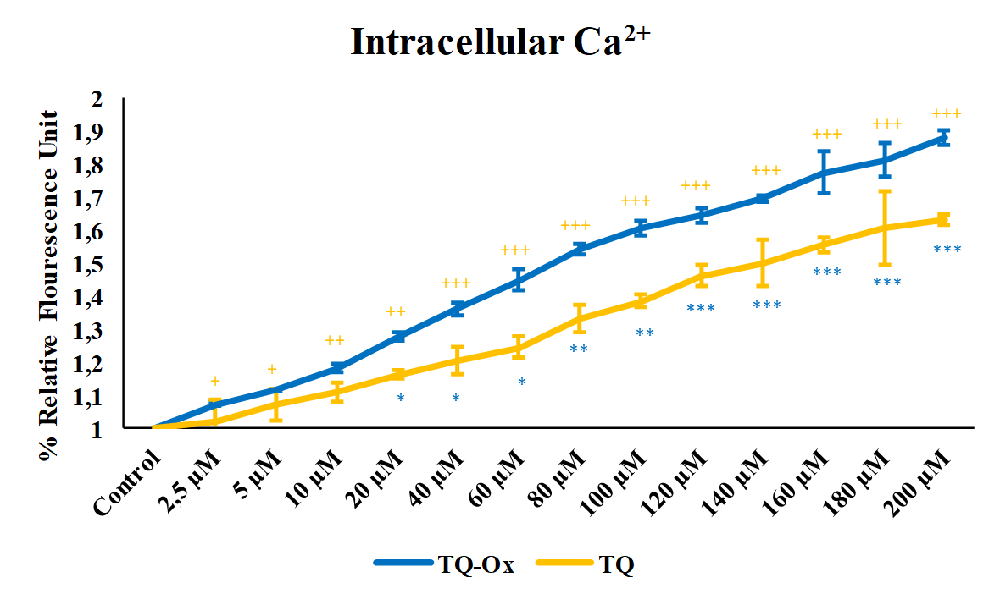 Intracellular Ca²⁺
% Relative Flourescence Unit
2
1,9
1,8
1,7
1,6
1,5
1,4
1,3
1,2
1,1
1
+
+
++
++
+++
+++
+++
+++
+++
+++
+++
+++
+++
*
*
*
**
**
***
***
***
***
***
Control
2,5 µM
5 µM
10 µM
20 µM
40 µM
60 µM
80 µM
100 µM
120 µM
140 µM
160 µM
180 µM
200 µM
TQ-Ox
TQ